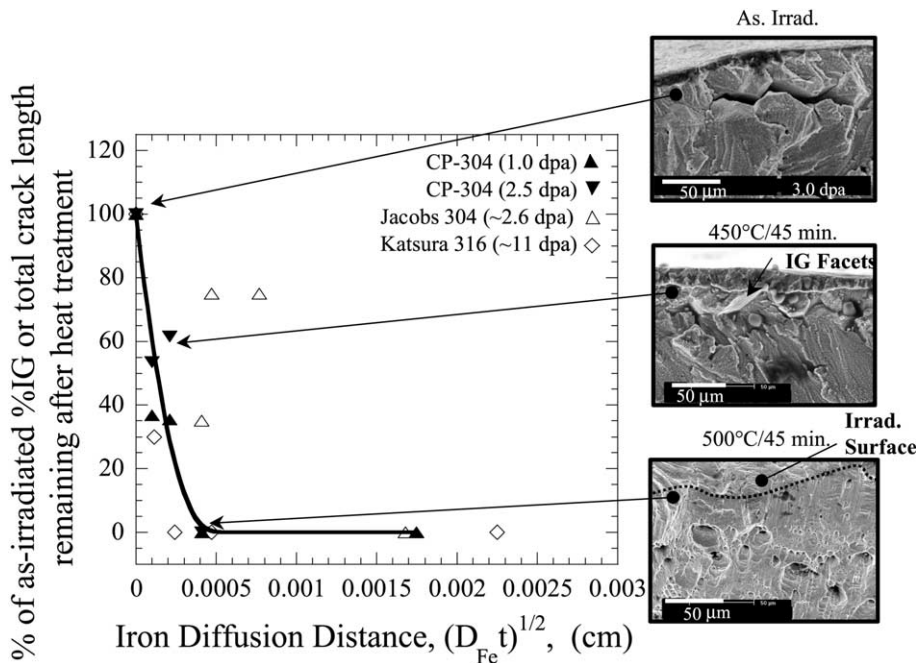 As. Irrad.
50 μm
3.0 dpa
450°C/45 min.
IG Facets
50 μm
50 μm
500°C/45 min.
Irrad.
Surface
50 μm
50 μm
% of as-irradiated %IG or total crack length
remaining after heat treatment
120
100
80
60
40
20
0
CP-304 (1.0 dpa)
CP-304 (2.5 dpa)
Jacobs 304 (~2.6 dpa)
Katsura 316 (~11 dpa)
0 0.0005 0.001 0.0015 0.002 0.0025 0.003
Iron Diffusion Distance, (D_Fe t)^1/2, (cm)